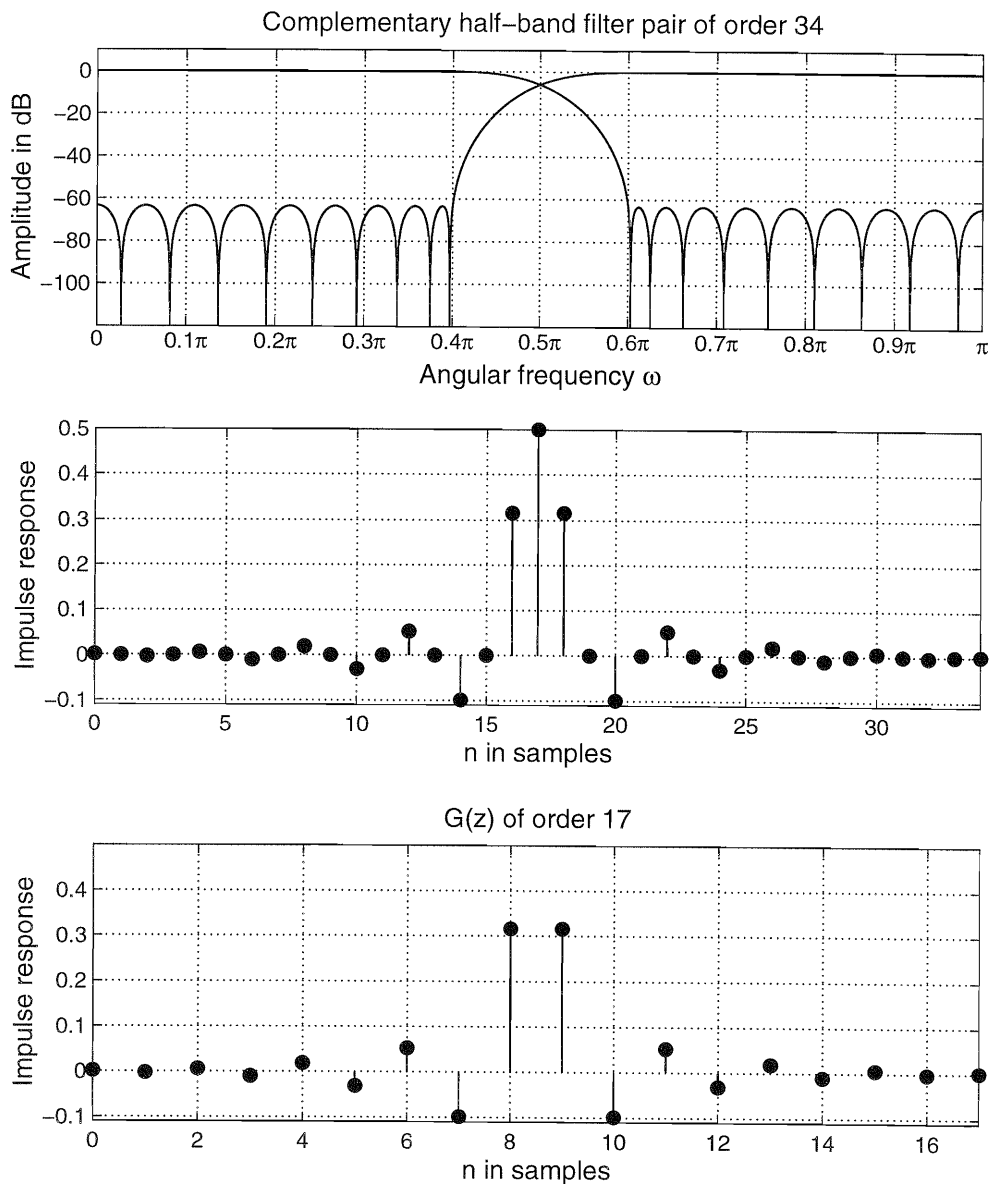 Complementary half–band filter pair of order 34
Amplitude in dB
0
−20
−40
−60
−80
−100
0 0.1π 0.2π 0.3π 0.4π 0.5π 0.6π 0.7π 0.8π 0.9π π
Angular frequency ω
Impulse response
0.5
0.4
0.3
0.2
0.1
0
−0.1
0 5 10 15 20 25 30
n in samples
G(z) of order 17
Impulse response
0.4
0.3
0.2
0.1
0
−0.1
0 2 4 6 8 10 12 14 16
n in samples